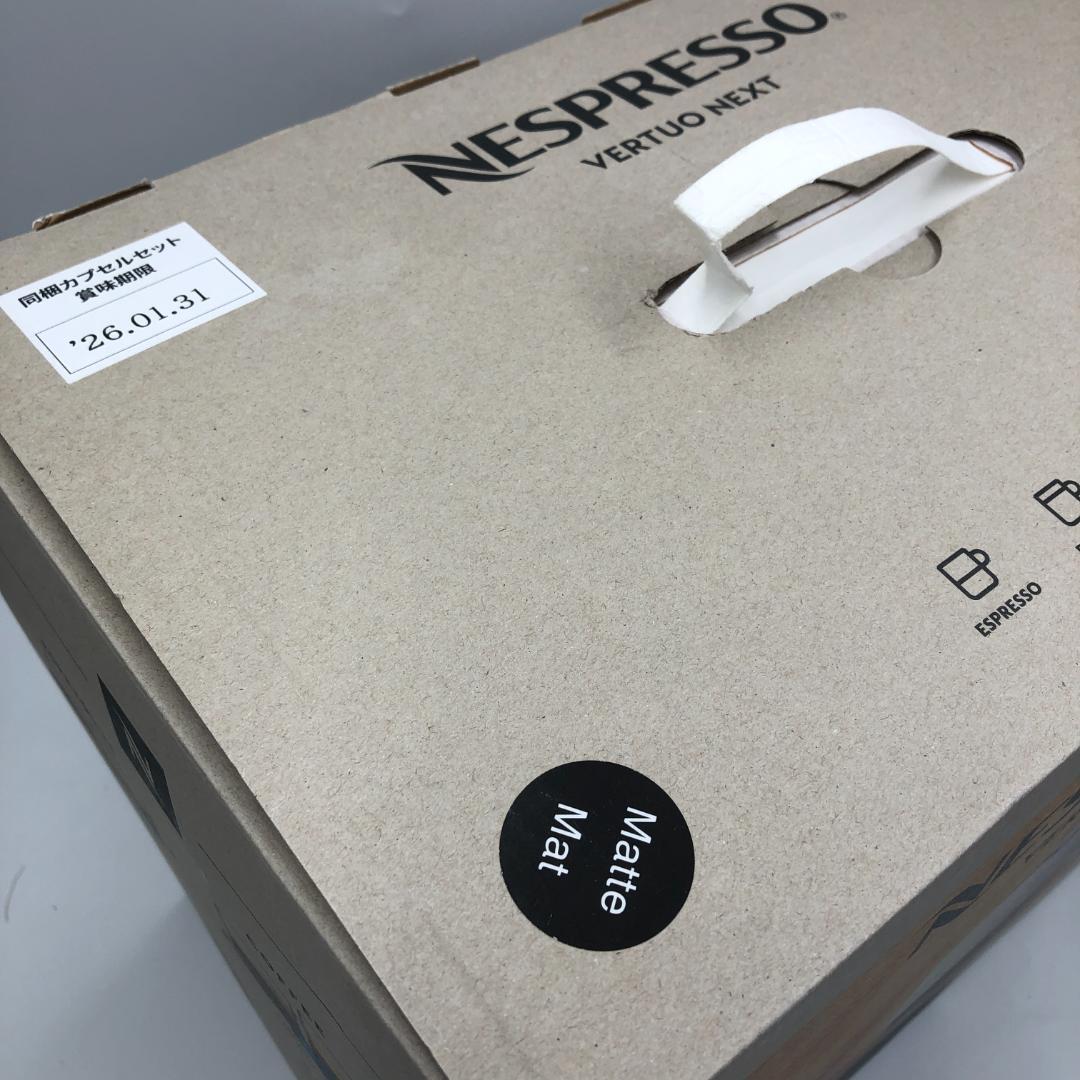 NESPRESSO®
VERTUO NEXT
同梱カプセルセット
賞味期限
'26.01.31
ESPRESSO
Matte
Mat